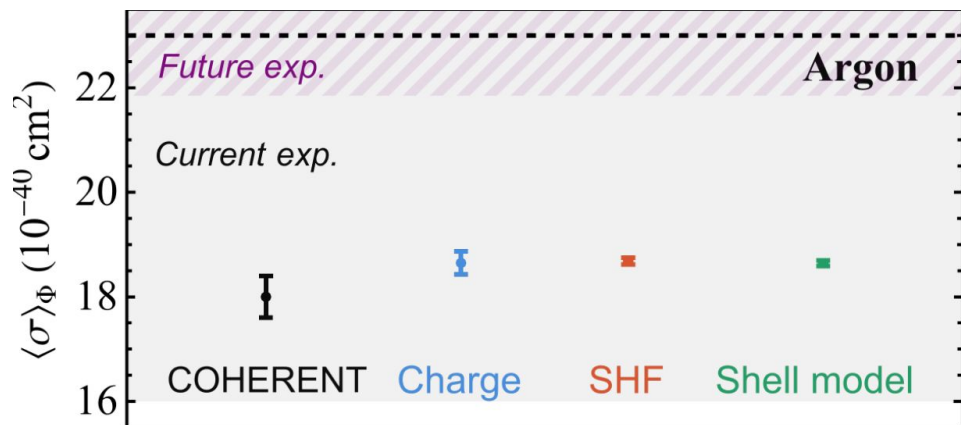 Future exp.
Argon
22
Current exp.
20
18
16
⟨σ⟩Φ (10⁻⁴⁰ cm²)
COHERENT Charge SHF Shell model